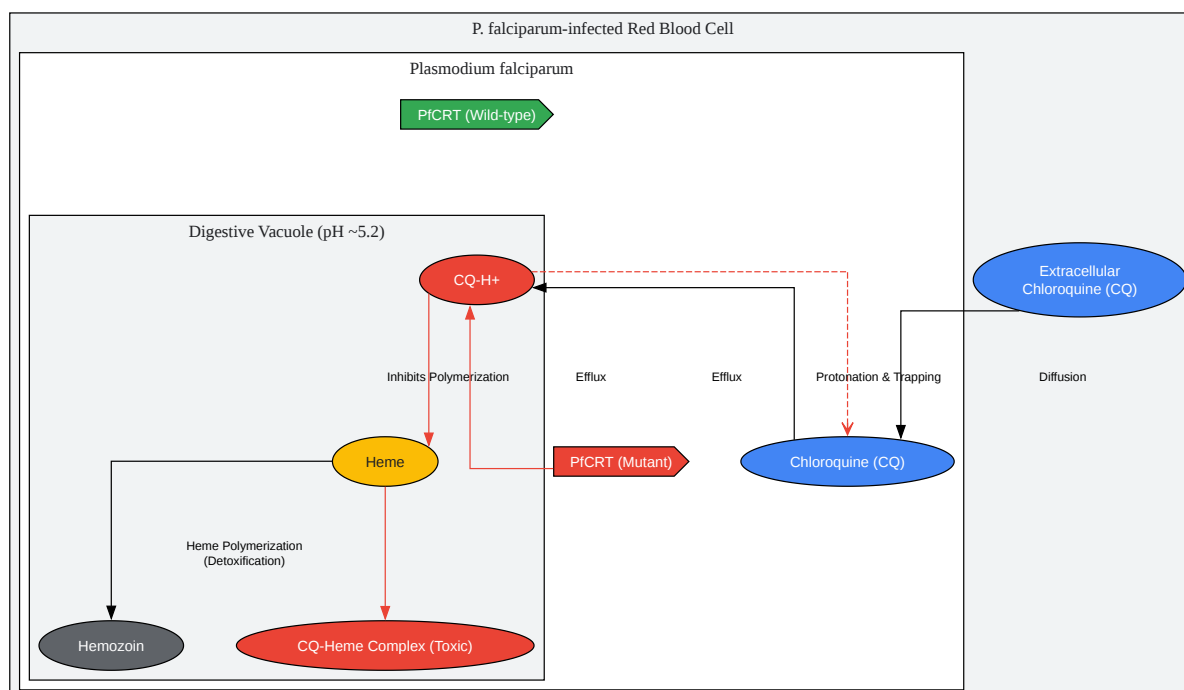 P. falciparum-infected Red Blood Cell
Plasmodium falciparum
PfCRT (Wild-type)
Digestive Vacuole (pH ~5.2)
CQ-H+
Extracellular
Chloroquine (CQ)
Inhibits Polymerization
Efflux
Efflux
Protonation & Trapping
Diffusion
Heme
PfCRT (Mutant)
Chloroquine (CQ)
Heme Polymerization
(Detoxification)
Hemozoin
CQ-Heme Complex (Toxic)